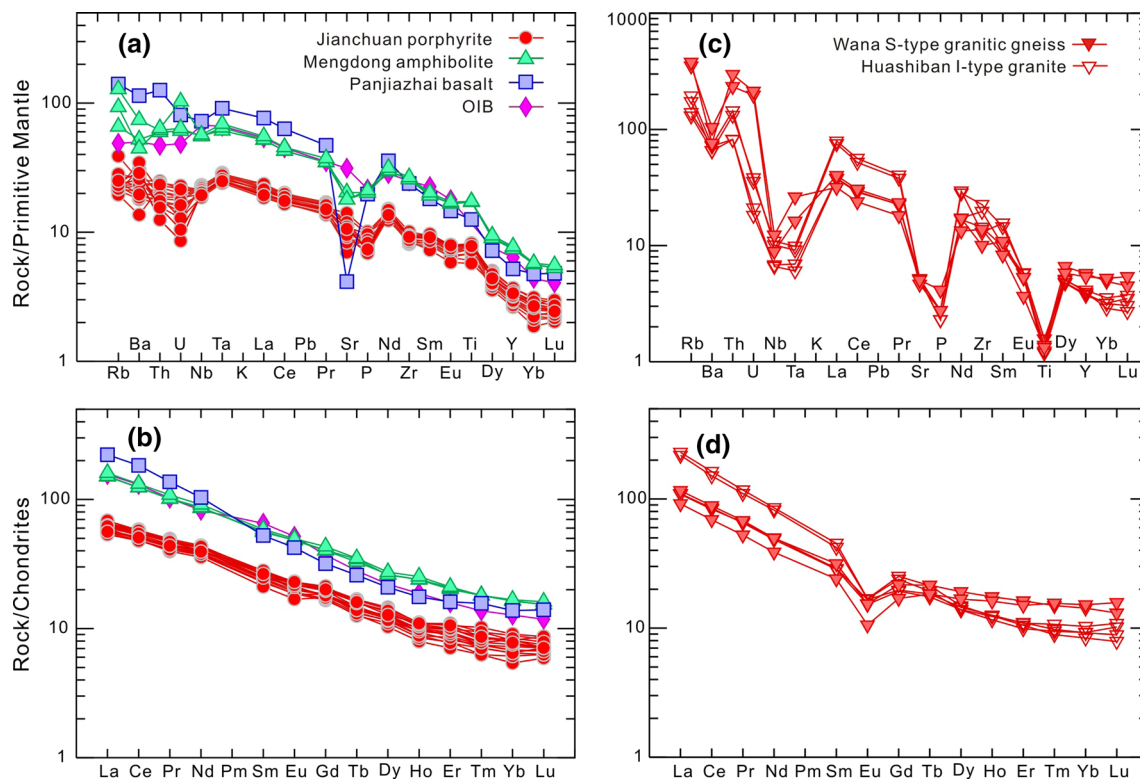 (a)
Jianchuan porphyrite
Mengdong amphibolite
Panjiazhai basalt
OIB
Rock/Primitive Mantle
100
10
1
Ba U Ta La Pb Sr Nd Sm Ti Y Lu
Rb Th Nb K Ce Pr P Zr Eu Dy Yb
(c)
Wana S-type granitic gneiss
Huashiban I-type granite
1000
100
10
1
Rb Th Nb K Ce Pr P Zr Eu Dy Yb
Ba U Ta La Pb Sr Nd Sm Ti Y Lu
(b)
Rock/Chondrites
100
10
1
La Ce Pr Nd Pm Sm Eu Gd Tb Dy Ho Er Tm Yb Lu
(d)
100
10
1
La Ce Pr Nd Pm Sm Eu Gd Tb Dy Ho Er Tm Yb Lu